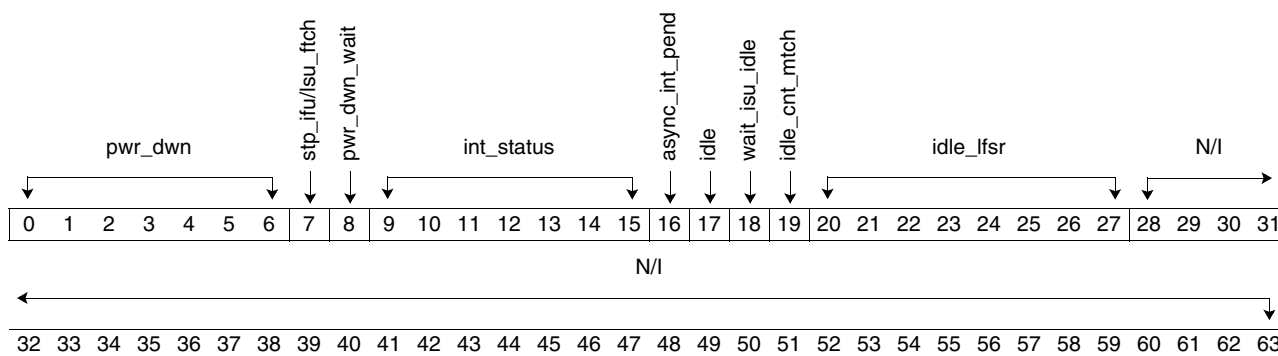 stp_ifu/lsu_ftch
pwr_dwn_wait
async_int_pend
idle
wait_isu_idle
idle_cnt_mtch
pwr_dwn
int_status
idle_lfsr
N/I
0 1 2 3 4 5 6 7 8 9 10 11 12 13 14 15 16 17 18 19 20 21 22 23 24 25 26 27 28 29 30 31
N/I
32 33 34 35 36 37 38 39 40 41 42 43 44 45 46 47 48 49 50 51 52 53 54 55 56 57 58 59 60 61 62 63